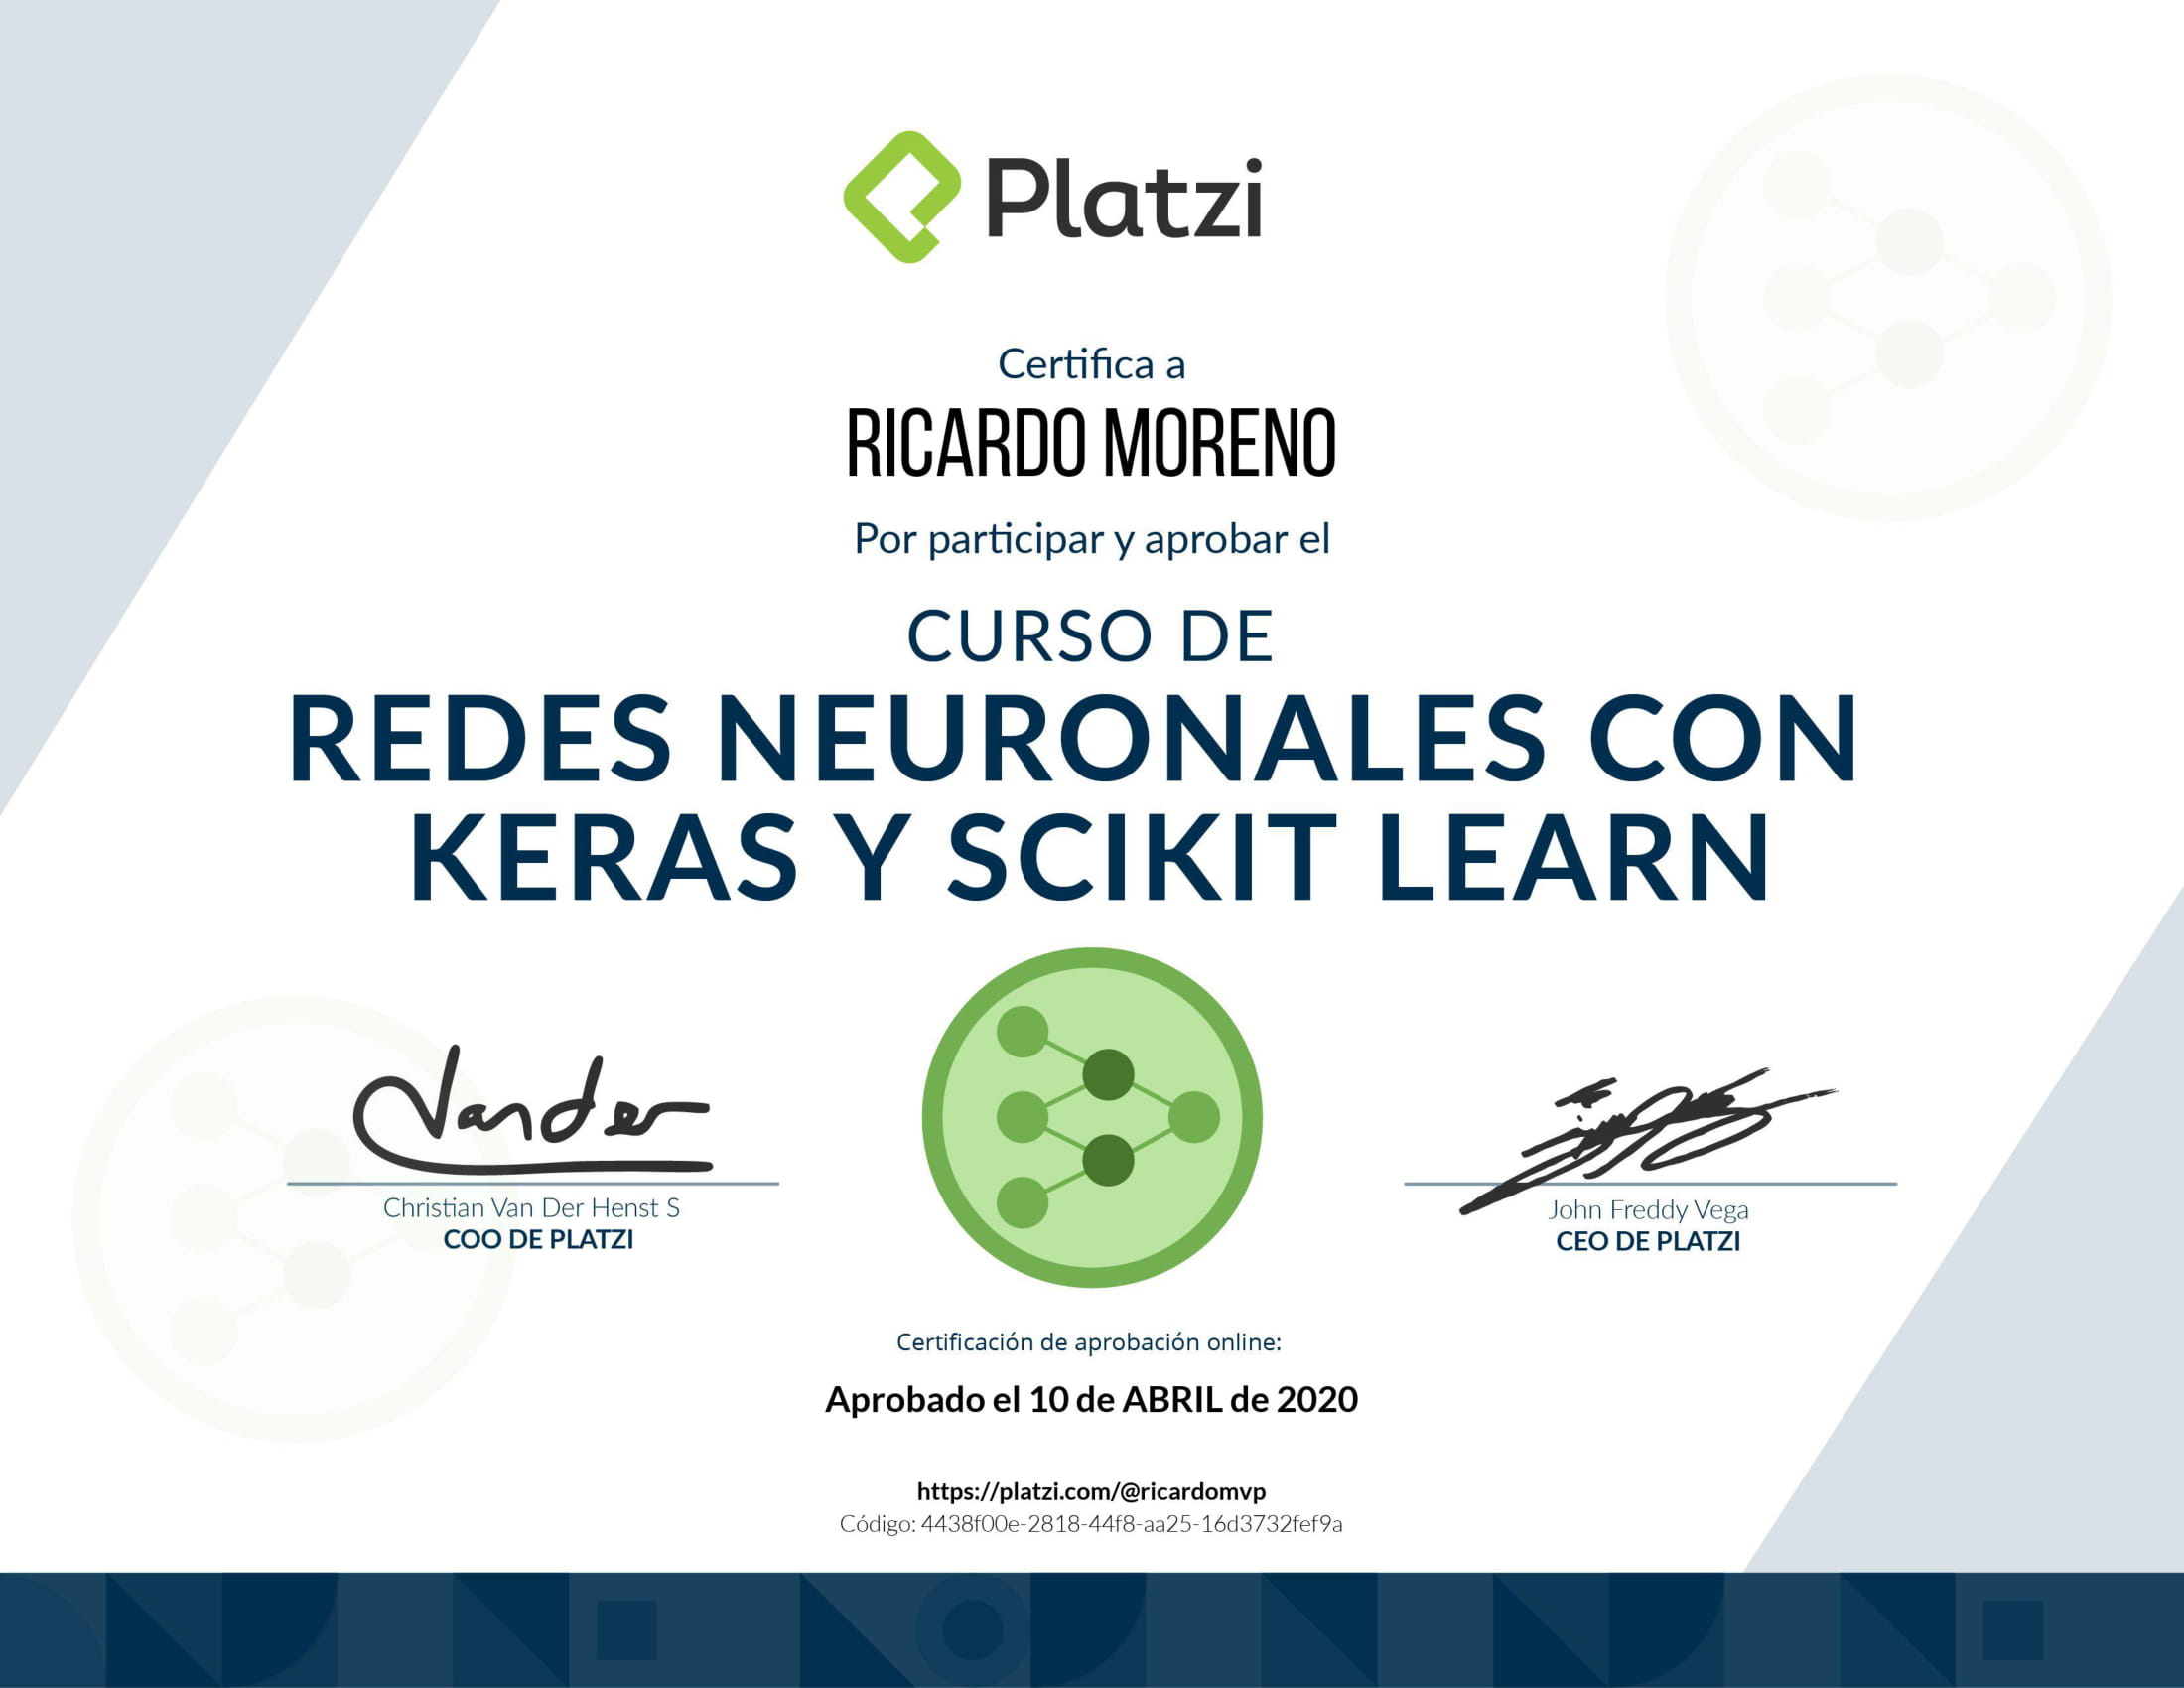 Platzi
Certifica a
RICARDO MORENO
Por participar y aprobar el
CURSO DE
REDES NEURONALES CON
KERAS Y SCIKIT LEARN
Vander
Christian Van Der Henst S
COO DE PLATZI
John Freddy Vega
CEO DE PLATZI
Certificación de aprobación online:
Aprobado el 10 de ABRIL de 2020
https://platzi.com/@ricardomvp
Código: 4438f00e-2818-44f8-aa25-16d3732fef9a